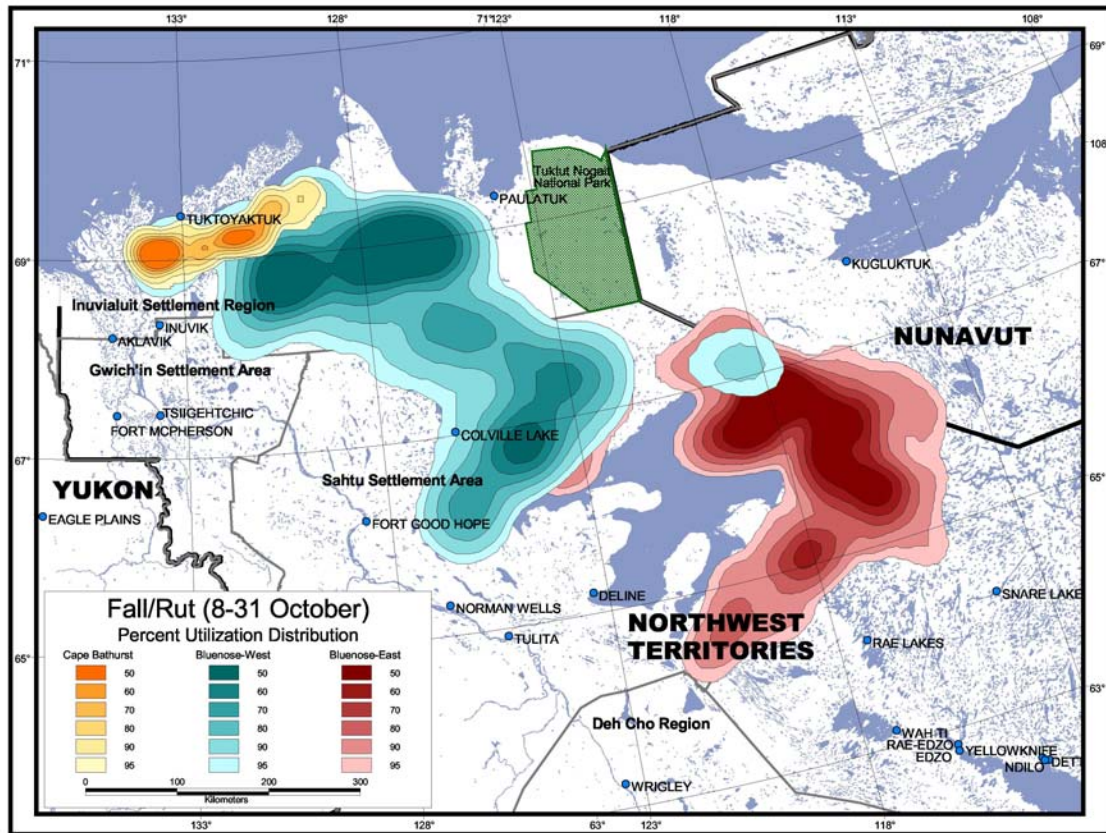 133°
128°
71°123°
118°
113°
108°
71°
69°
69°
67°
67°
65°
65°
63°
108°
133°
128°
63°
123°
118°
Tuktut Nogait
National Park
PAULATUK
TUKTOYAKTUK
KUGLUKTUK
Inuvialuit Settlement Region
INUVIK
AKLAVIK
NUNAVUT
Gwich'in Settlement Area
TSIIGEHTCHIC
FORT MCPHERSON
COLVILLE LAKE
Sahtu Settlement Area
YUKON
EAGLE PLAINS
FORT GOOD HOPE
DELINE
SNARE LAKE
NORMAN WELLS
NORTHWEST
TERRITORIES
TULITA
RAE LAKES
Deh Cho Region
WAH TI
RAE-EDZO
EDZO
YELLOWKNIFE
NDILO
DETT
WRIGLEY
Fall/Rut (8-31 October)
Percent Utilization Distribution
Cape Bathurst Bluenose-West Bluenose-East
50 50 50
60 60 60
70 70 70
80 80 80
90 90 90
95 95 95
0 100 200 300
Kilometers